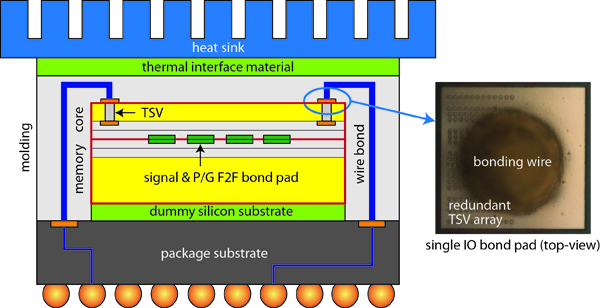 heat sink
thermal interface material
molding
core
memory
TSV
signal & P/G F2F bond pad
wire bond
dummy silicon substrate
package substrate
bonding wire
redundant
TSV array
single IO bond pad (top-view)